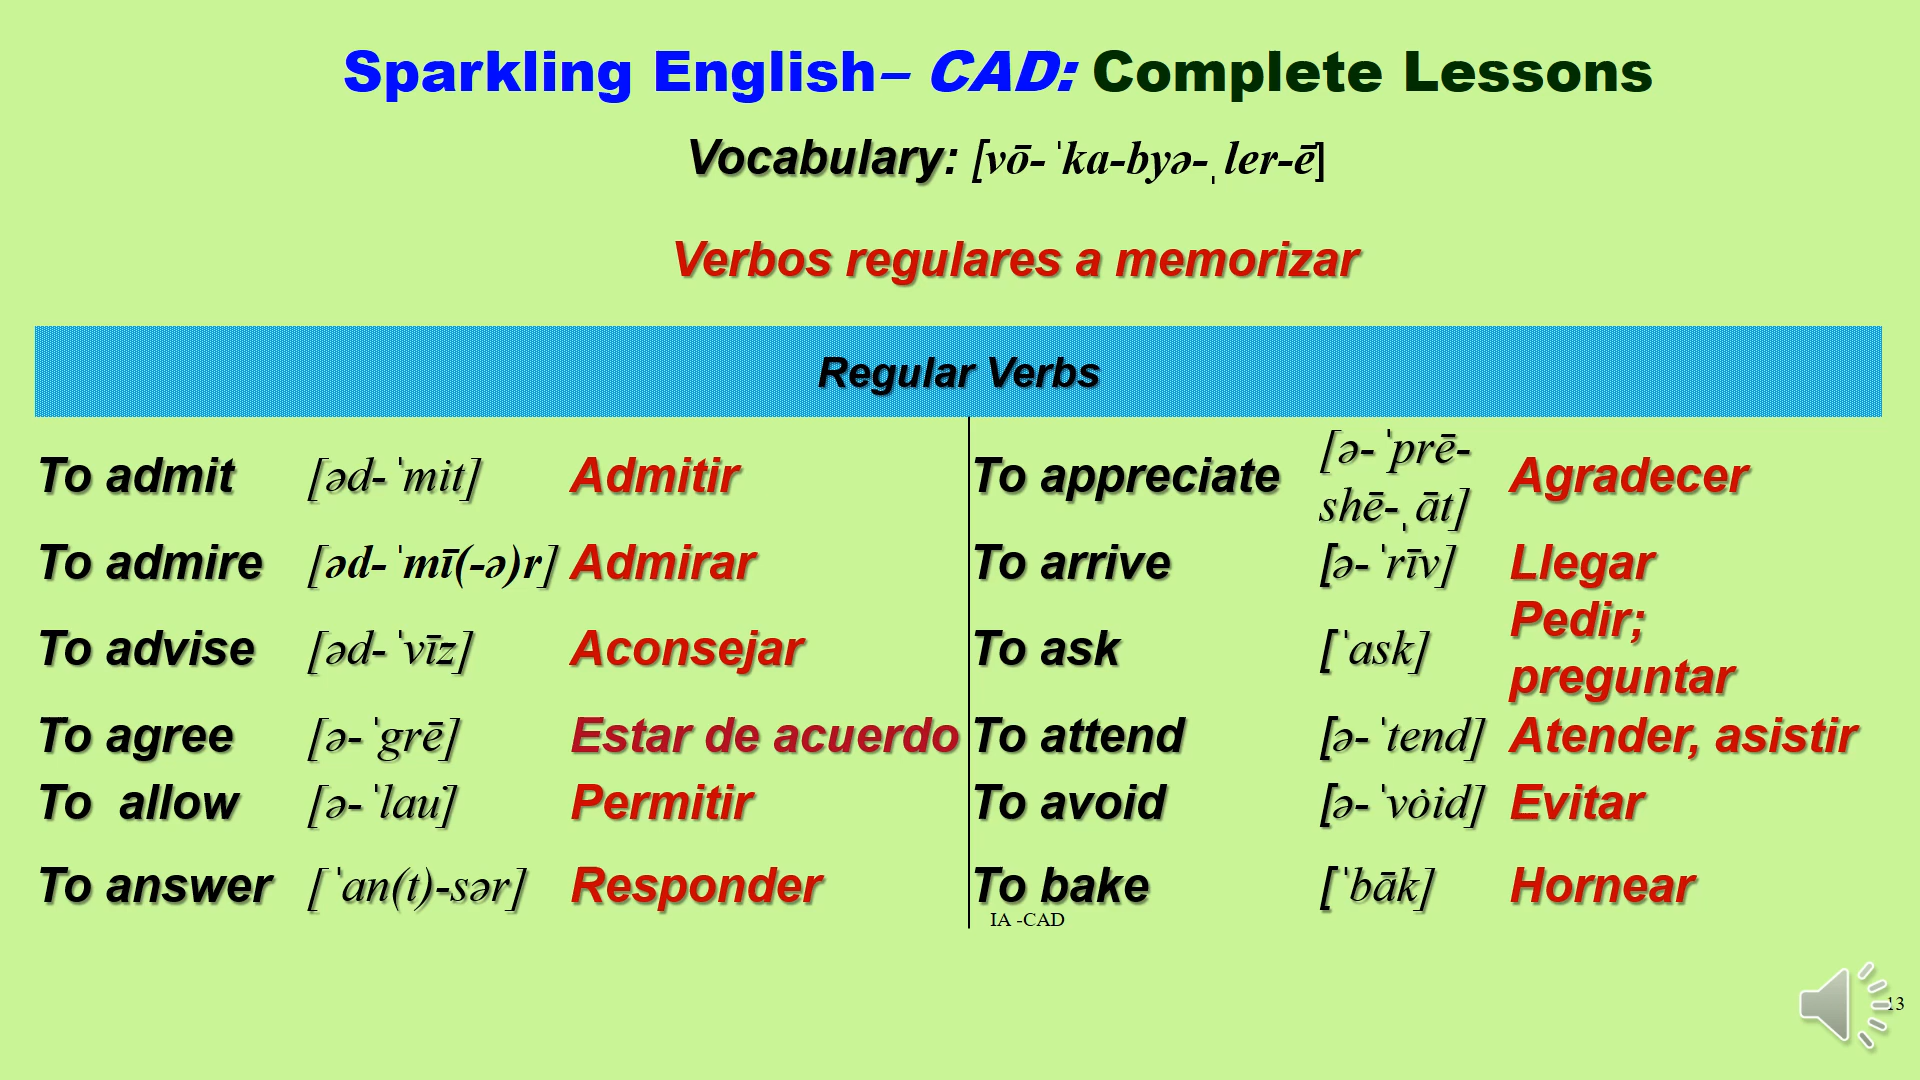 Sparkling English– CAD: Complete Lessons
Vocabulary: [vō-ˈka-byə-ˌler-ē]
Verbos regulares a memorizar
Regular Verbs
To admit [əd-ˈmit] Admitir
To admire [əd-ˈmī(-ə)r] Admirar
To advise [əd-ˈvīz] Aconsejar
To agree [ə-ˈgrē] Estar de acuerdo
To  allow [ə-ˈlau̇] Permitir
To answer [ˈan(t)-sər] Responder
To appreciate [ə-ˈprē-
shē-ˌāt] Agradecer
To arrive [ə-ˈrīv] Llegar
To ask [ˈask] Pedir;
preguntar
To attend [ə-ˈtend] Atender, asistir
To avoid [ə-ˈvȯid] Evitar
To bake [ˈbāk] Hornear
IA -CAD
13